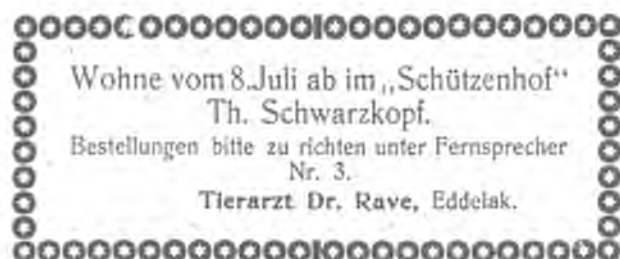 Wohne vom 8. Juli ab im „Schützenhof“
Th. Schwarzkopf.
Bestellungen bitte zu richten unter Fernsprecher
Nr. 3.
Tierarzt Dr. Rave, Eddelak.